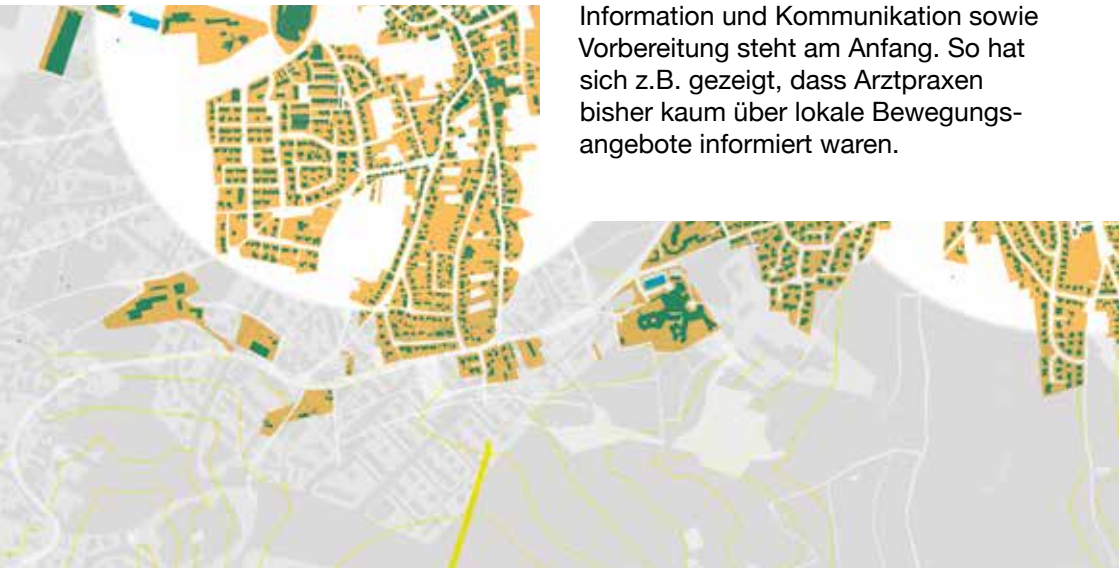 Information und Kommunikation sowie
Vorbereitung steht am Anfang. So hat
sich z.B. gezeigt, dass Arztpraxen
bisher kaum über lokale Bewegungs-
angebote informiert waren.